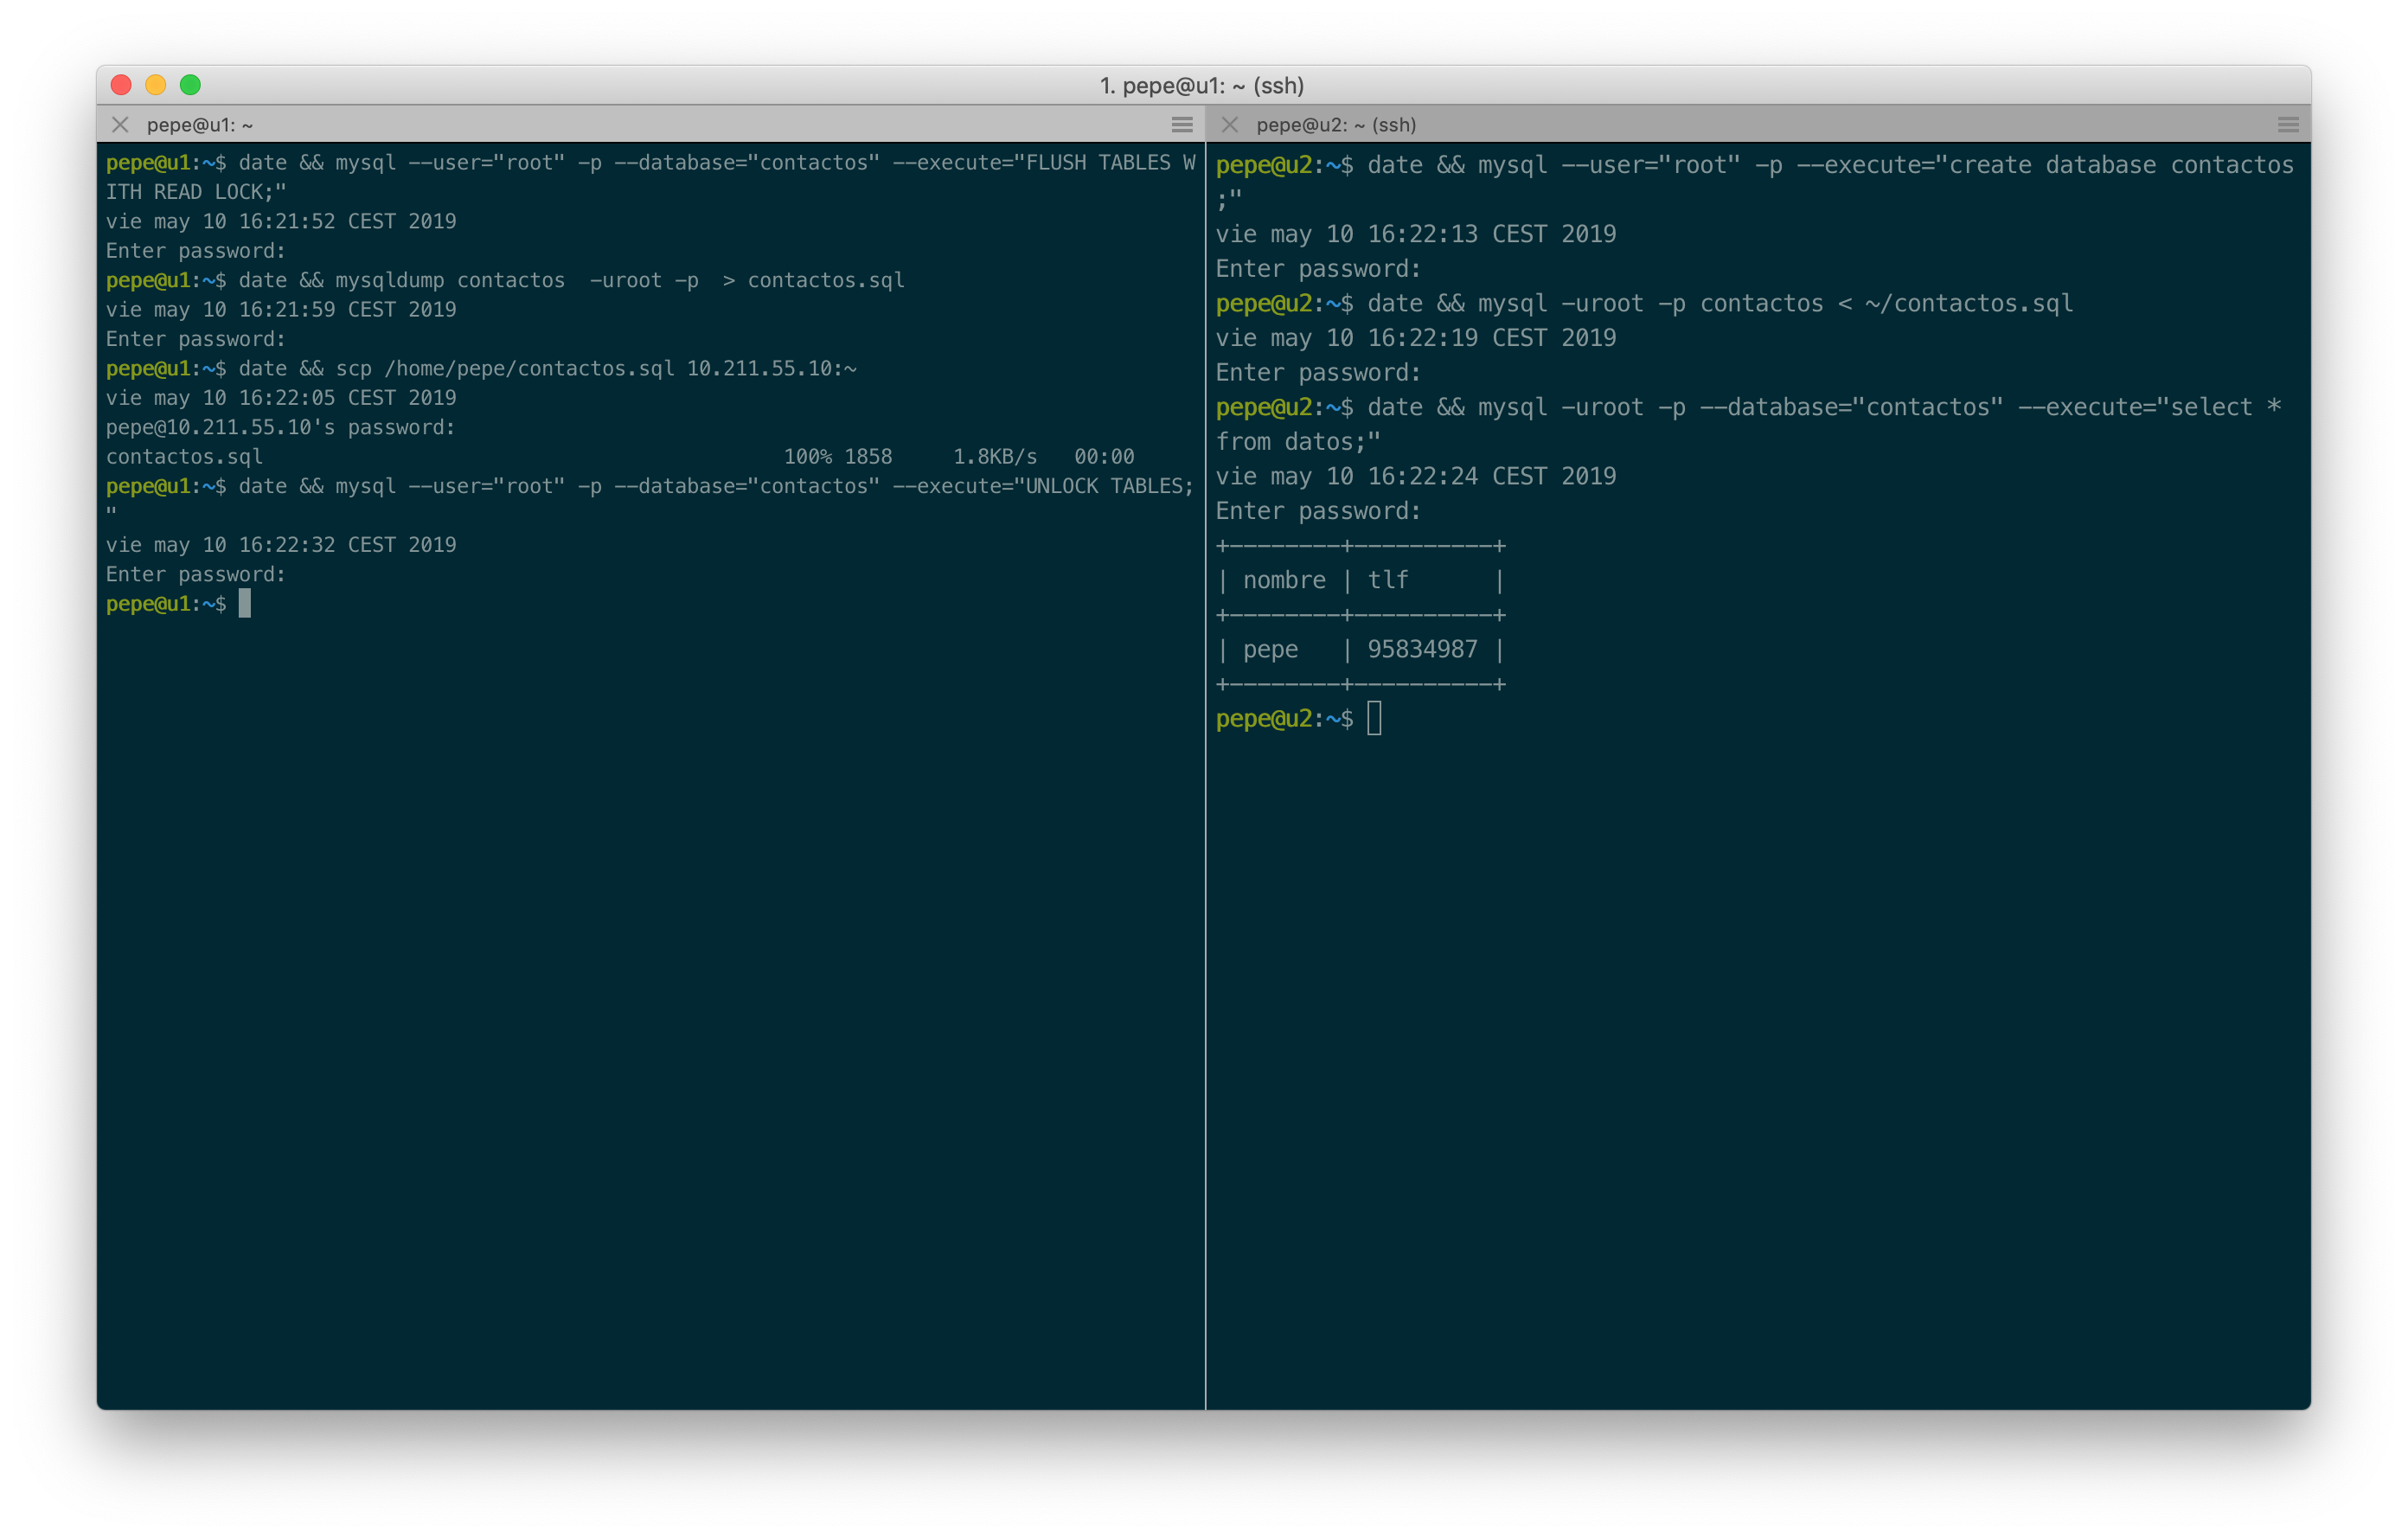 1. pepe@u1: ~ (ssh)
pepe@u1: ~
pepe@u1:~$ date && mysql --user="root" -p --database="contactos" --execute="FLUSH TABLES W
ITH READ LOCK;"
vie may 10 16:21:52 CEST 2019
Enter password:
pepe@u1:~$ date && mysqldump contactos  -uroot -p  > contactos.sql
vie may 10 16:21:59 CEST 2019
Enter password:
pepe@u1:~$ date && scp /home/pepe/contactos.sql 10.211.55.10:~
vie may 10 16:22:05 CEST 2019
pepe@10.211.55.10's password:
contactos.sql                                           100% 1858     1.8KB/s   00:00
pepe@u1:~$ date && mysql --user="root" -p --database="contactos" --execute="UNLOCK TABLES;
"
vie may 10 16:22:32 CEST 2019
Enter password:
pepe@u1:~$
pepe@u2: ~ (ssh)
pepe@u2:~$ date && mysql --user="root" -p --execute="create database contactos
;"
vie may 10 16:22:13 CEST 2019
Enter password:
pepe@u2:~$ date && mysql -uroot -p contactos < ~/contactos.sql
vie may 10 16:22:19 CEST 2019
Enter password:
pepe@u2:~$ date && mysql -uroot -p --database="contactos" --execute="select *
from datos;"
vie may 10 16:22:24 CEST 2019
Enter password:
+--------+----------+
| nombre | tlf      |
+--------+----------+
| pepe   | 95834987 |
+--------+----------+
pepe@u2:~$